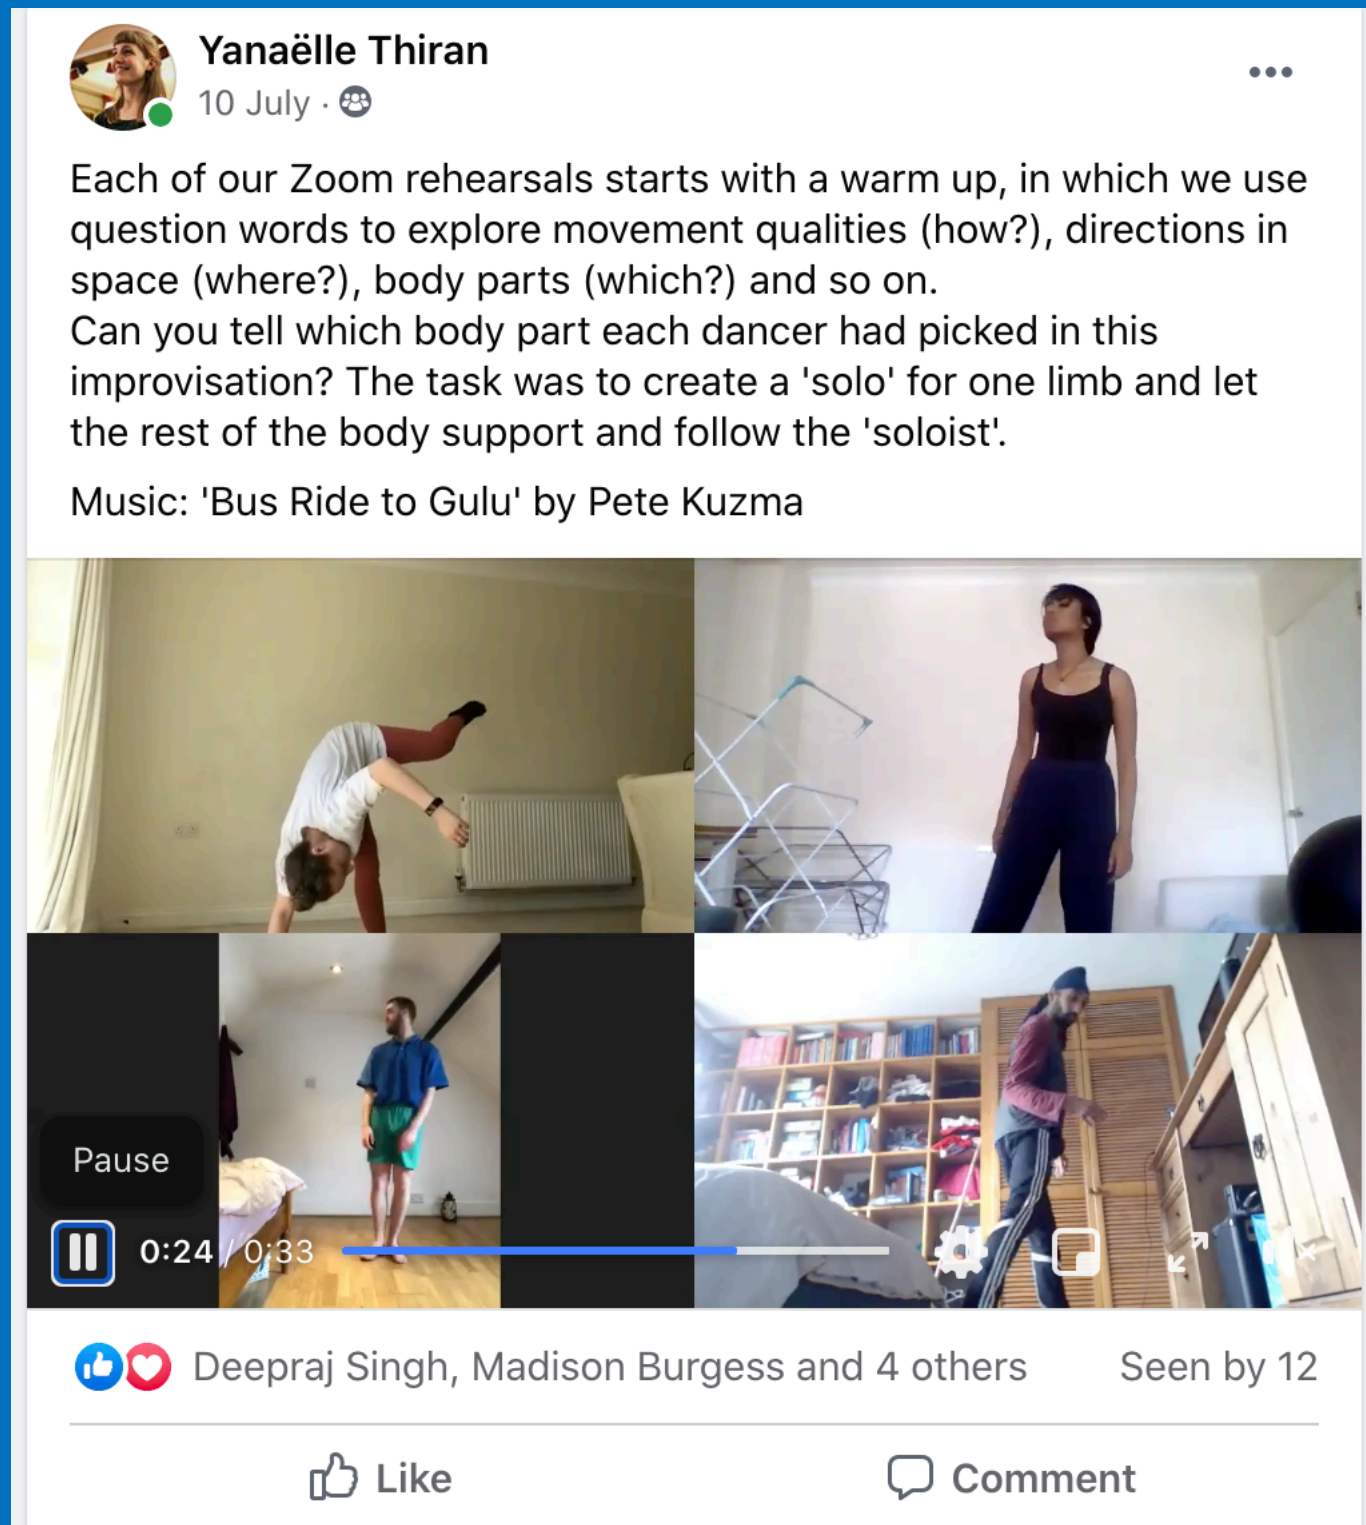 Yanaëlle Thiran
10 July ·
Each of our Zoom rehearsals starts with a warm up, in which we use
question words to explore movement qualities (how?), directions in
space (where?), body parts (which?) and so on.
Can you tell which body part each dancer had picked in this
improvisation? The task was to create a 'solo' for one limb and let
the rest of the body support and follow the 'soloist'.
Music: 'Bus Ride to Gulu' by Pete Kuzma
Pause
0:24 / 0:33
Deepraj Singh, Madison Burgess and 4 others
Seen by 12
Like
Comment